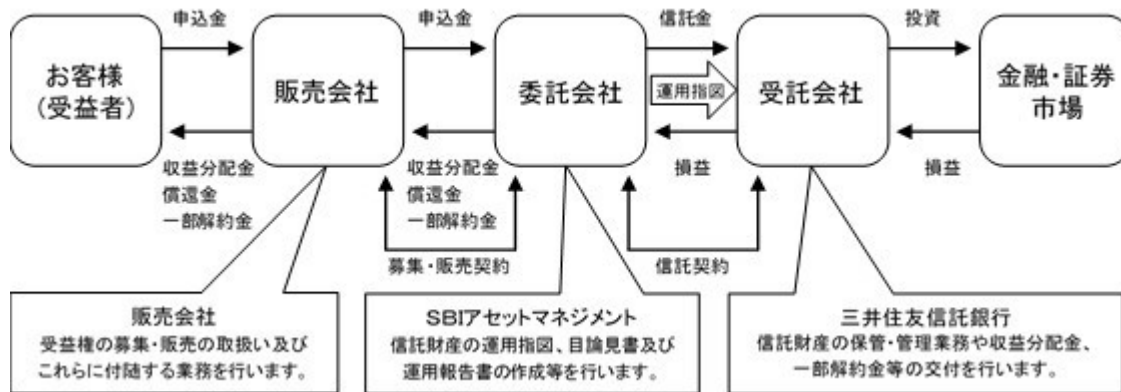 申込金
申込金
信託金
投資
お客様
(受益者)
販売会社
委託会社
運用指図
受託会社
金融・証券
市場
収益分配金
償還金
一部解約金
収益分配金
償還金
一部解約金
損益
損益
募集・販売契約
信託契約
販売会社
受益権の募集・販売の取扱い及び
これらに付随する業務を行います。
SBIアセットマネジメント
信託財産の運用指図、目論見書及び
運用報告書の作成等を行います。
三井住友信託銀行
信託財産の保管・管理業務や収益分配金、
一部解約金等の交付を行います。